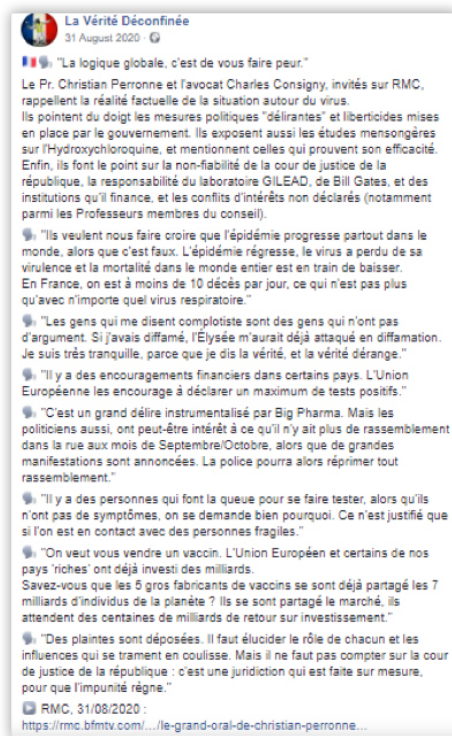 La Vérité Déconfinée
31 August 2020 ·
"La logique globale, c'est de vous faire peur."
Le Pr. Christian Perronne et l'avocat Charles Consigny, invités sur RMC,
rappellent la réalité factuelle de la situation autour du virus.
Ils pointent du doigt les mesures politiques "délirantes" et liberticides mises
en place par le gouvernement. Ils exposent aussi les études mensongères
sur l'Hydroxychloroquine, et mentionnent celles qui prouvent son efficacité.
Enfin, ils font le point sur la non-fiabilité de la cour de justice de la
république, la responsabilité du laboratoire GILEAD, de Bill Gates, et des
institutions qu'il finance, et les conflits d'intérêts non déclarés (notamment
parmi les Professeurs membres du conseil).
"Ils veulent nous faire croire que l'épidémie progresse partout dans le
monde, alors que c'est faux. L'épidémie régresse, le virus a perdu de sa
virulence et la mortalité dans le monde entier est en train de baisser.
En France, on est à moins de 10 décès par jour, ce qui n'est pas plus
qu'avec n'importe quel virus respiratoire."
"Les gens qui me disent complotiste sont des gens qui n'ont pas
d'argument. Si j'avais diffamé, l'Elysée m'aurait déjà attaqué en diffamation.
Je suis très tranquille, parce que je dis la vérité, et la vérité dérange."
"Il y a des encouragements financiers dans certains pays. L'Union
Européenne les encourage à déclarer un maximum de tests positifs."
"C'est un grand délire instrumentalisé par Big Pharma. Mais les
politiciens aussi, ont peut-être intérêt à ce qu'il n'y ait plus de rassemblement
dans la rue aux mois de Septembre/Octobre, alors que de grandes
manifestations sont annoncées. La police pourra alors réprimer tout
rassemblement."
"Il y a des personnes qui font la queue pour se faire tester, alors qu'ils
n'ont pas de symptômes, on se demande bien pourquoi. Ce n'est justifié que
si l'on est en contact avec des personnes fragiles."
"On veut vous vendre un vaccin. L'Union Européen et certains de nos
pays 'riches' ont déjà investi des milliards.
Savez-vous que les 5 gros fabricants de vaccins se sont déjà partagé les 7
milliards d'individus de la planète ? Ils se sont partagé le marché, ils
attendent des centaines de milliards de retour sur investissement."
"Des plaintes sont déposées. Il faut élucider le rôle de chacun et les
influences qui se trament en coulisse. Mais il ne faut pas compter sur la cour
de justice de la république : c'est une juridiction qui est faite sur mesure,
pour que l'impunité règne."
RMC, 31/08/2020 :
https://rmc.bfmtv.com/.../le-grand-oral-de-christian-perronne...